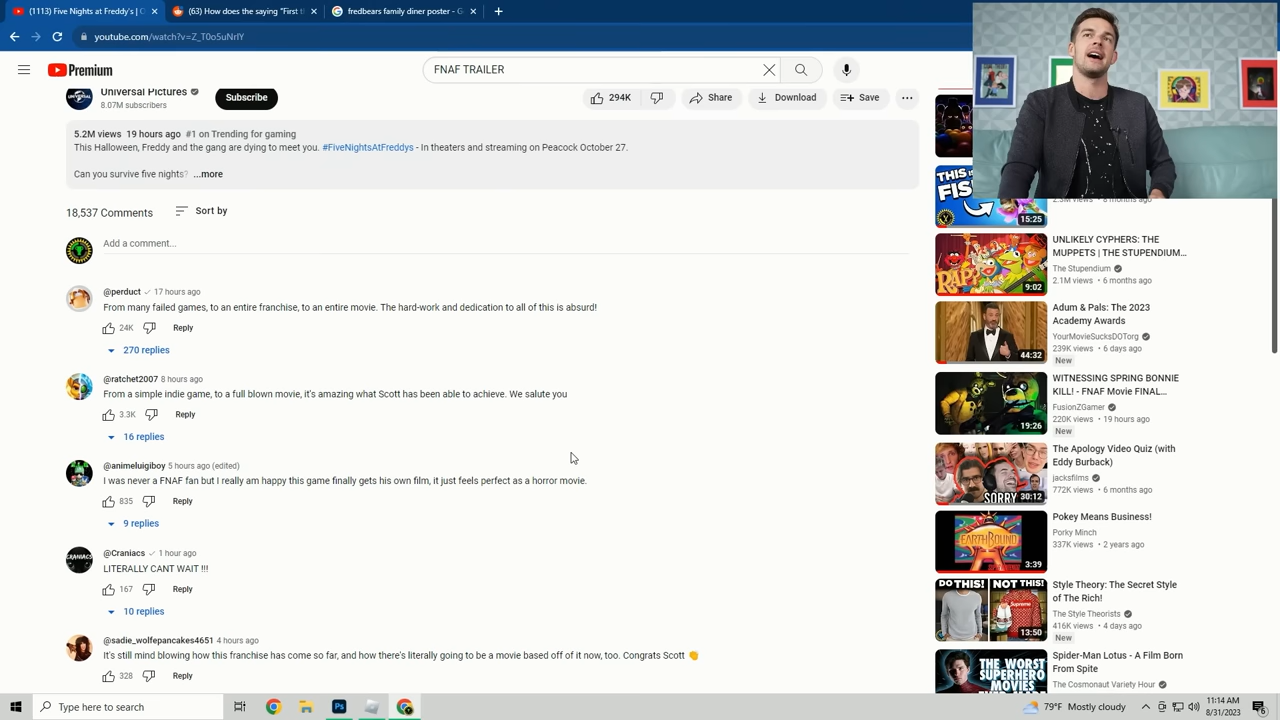 (1113) Five Nights at Freddy's | O
(63) How does the saying "First t
fredbears family diner poster - G
youtube.com/watch?v=Z_T0o5uNrIY
Premium
FNAF TRAILER
Universal Pictures
8.07M subscribers
Subscribe
294K
Share
Download
Save
5.2M views 19 hours ago #1 on Trending for gaming
This Halloween, Freddy and the gang are dying to meet you. #FiveNightsAtFreddys - In theaters and streaming on Peacock October 27.
Can you survive five nights? ...more
18,537 Comments
Sort by
Add a comment...
@perduct 17 hours ago
From many failed games, to an entire franchise, to an entire movie. The hard-work and dedication to all of this is absurd!
24K
Reply
270 replies
@ratchet2007 8 hours ago
From a simple indie game, to a full blown movie, it's amazing what Scott has been able to achieve. We salute you
3.3K
Reply
16 replies
@animeluigiboy 5 hours ago (edited)
I was never a FNAF fan but I really am happy this game finally gets his own film, it just feels perfect as a horror movie.
835
Reply
9 replies
CRANIACS
@Craniacs 1 hour ago
LITERALLY CANT WAIT !!!
167
Reply
10 replies
@sadie_wolfepancakes4651 4 hours ago
It's still mind blowing how this franchise has come so far and how there's literally going to be a movie based off of it now too. Congrats Scott
328
Reply
THIS I
FIS
15:25
2.3M views • 8 months ago
RAP
9:02
UNLIKELY CYPHERS: THE
MUPPETS | THE STUPENDIUM...
The Stupendium
2.1M views • 6 months ago
44:32
Adum & Pals: The 2023
Academy Awards
YourMovieSucksDOTorg
239K views • 6 days ago
New
19:26
WITNESSING SPRING BONNIE
KILL! - FNAF Movie FINAL...
FusionZGamer
220K views • 19 hours ago
New
SORRY
30:12
The Apology Video Quiz (with
Eddy Burback)
jacksfilms
772K views • 6 months ago
EARTHBOUND
3:39
Pokey Means Business!
Porky Minch
337K views • 2 years ago
DO THIS! NOT THIS!
Supreme
13:50
Style Theory: The Secret Style
of The Rich!
The Style Theorists
416K views • 4 days ago
New
THE WORST
SUPERHERO
MOVIES
Spider-Man Lotus - A Film Born
From Spite
The Cosmonaut Variety Hour
Type here to search
Ps
79°F Mostly cloudy
11:14 AM
8/31/2023
6